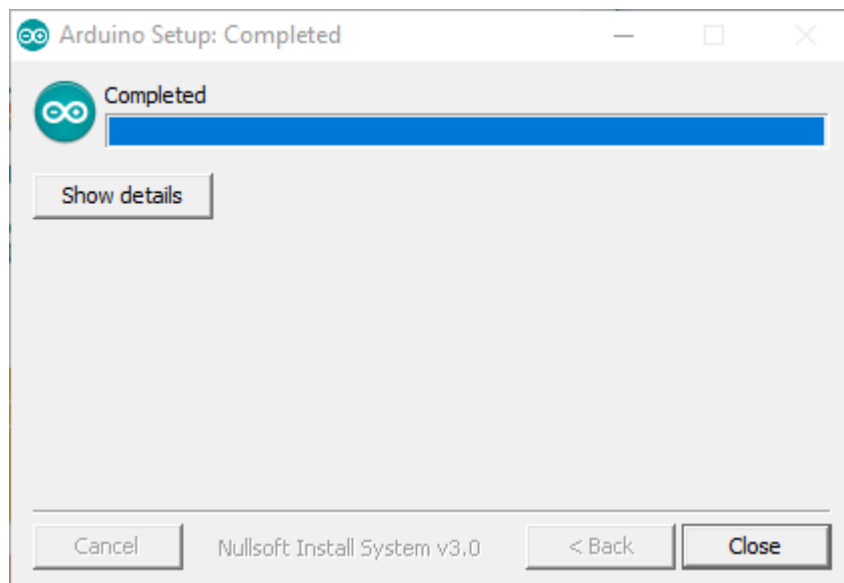 Arduino Setup: Completed
Completed
Show details
Cancel
Nullsoft Install System v3.0
< Back
Close